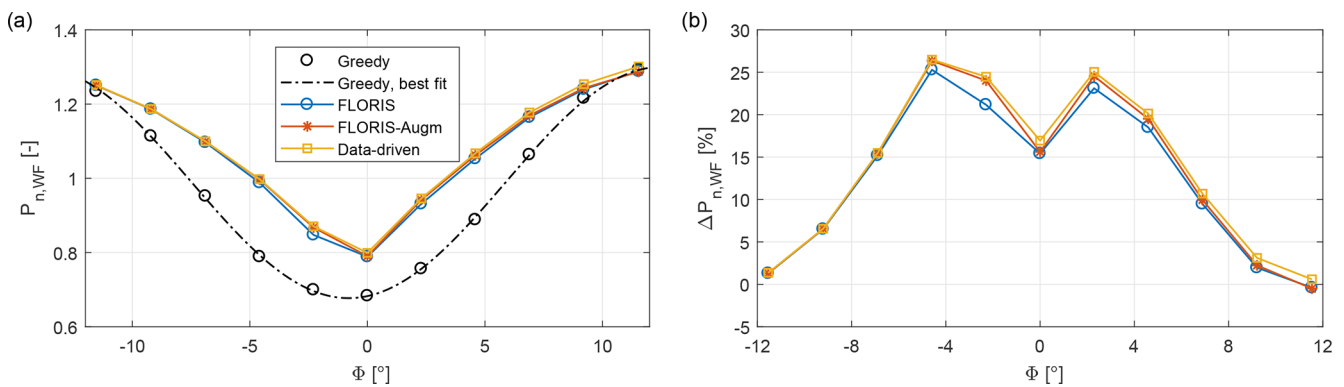 (a)
1.4
1.2
1
0.8
0.6
P n,WF [-]
-10
-5
0
5
10
Φ [°]
Greedy
Greedy, best fit
FLORIS
FLORIS-Augm
Data-driven
(b)
30
25
20
15
10
5
0
-5
ΔP n,WF [%]
-12
-8
-4
0
4
8
12
Φ [°]